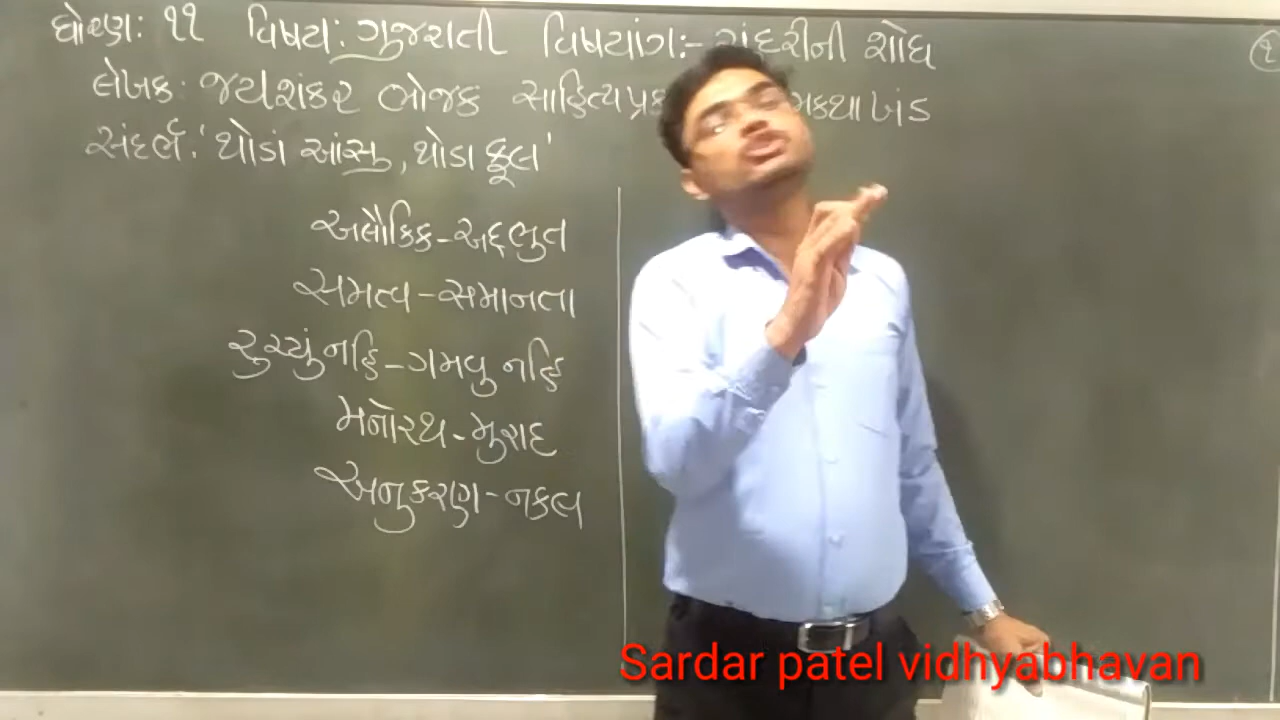 ધોરણ: ૧૧ વિષય: ગુજરાતી વિષયાંગ:- સુંદરીની શોધ
લેખક: જયશંકર ભોજક સાહિત્યપ્રક ખંડ
સંદર્ભ: 'થોડાં આંસુ, થોડા ફૂલ'
અલૌકિક-અદ્ભુત
સમત્વ-સમાનતા
રુચ્યું નહિ-ગમવુ નહિ
મનોરથ-મુરાદ
અનુકરણ-નકલ
Sardar patel vidhyabhavan